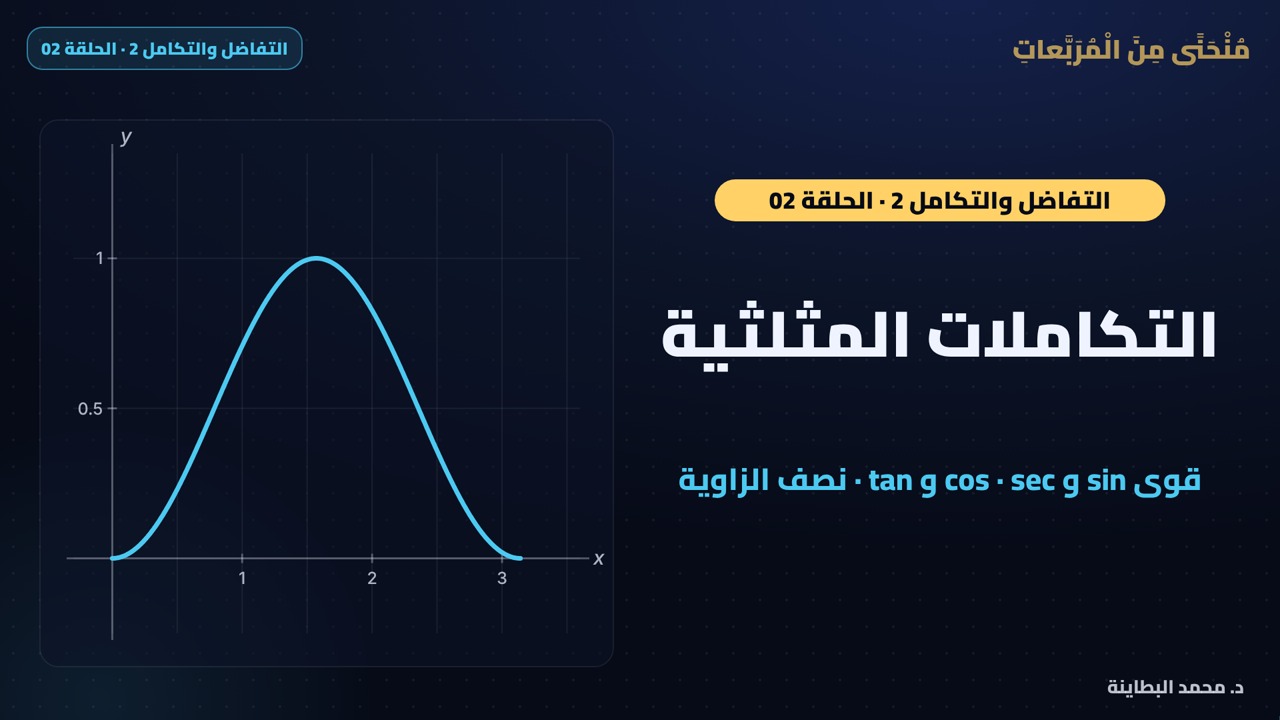 مُنْحَنًى مِنَ الْمُرَبَّعاتِ
التفاضل والتكامل 2 · الحلقة 02
التفاضل والتكامل 2 · الحلقة 02
التكاملات المثلثية
قوى sin و cos · sec و tan · نصف الزاوية
y
1
0.5
1
2
3
x
د. محمد البطاينة